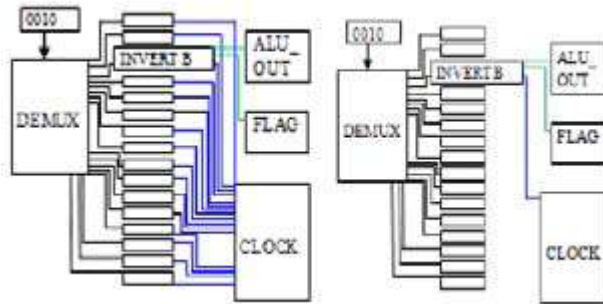 0010
ALU_
OUT
INVERT B
DEMUX
FLAG
CLOCK
0010
ALU_
OUT
INVERT B
DEMUX
FLAG
CLOCK